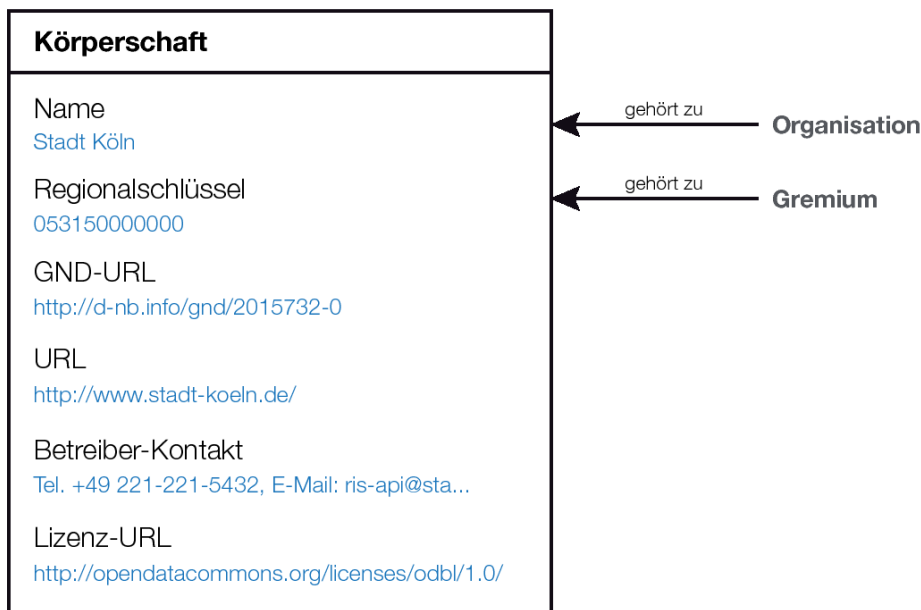 Körperschaft
Name
Stadt Köln
gehört zu
Organisation
Regionalschlüssel
053150000000
gehört zu
Gremium
GND-URL
http://d-nb.info/gnd/2015732-0
URL
http://www.stadt-koeln.de/
Betreiber-Kontakt
Tel. +49 221-221-5432, E-Mail: ris-api@sta...
Lizenz-URL
http://opendatacommons.org/licenses/odbl/1.0/